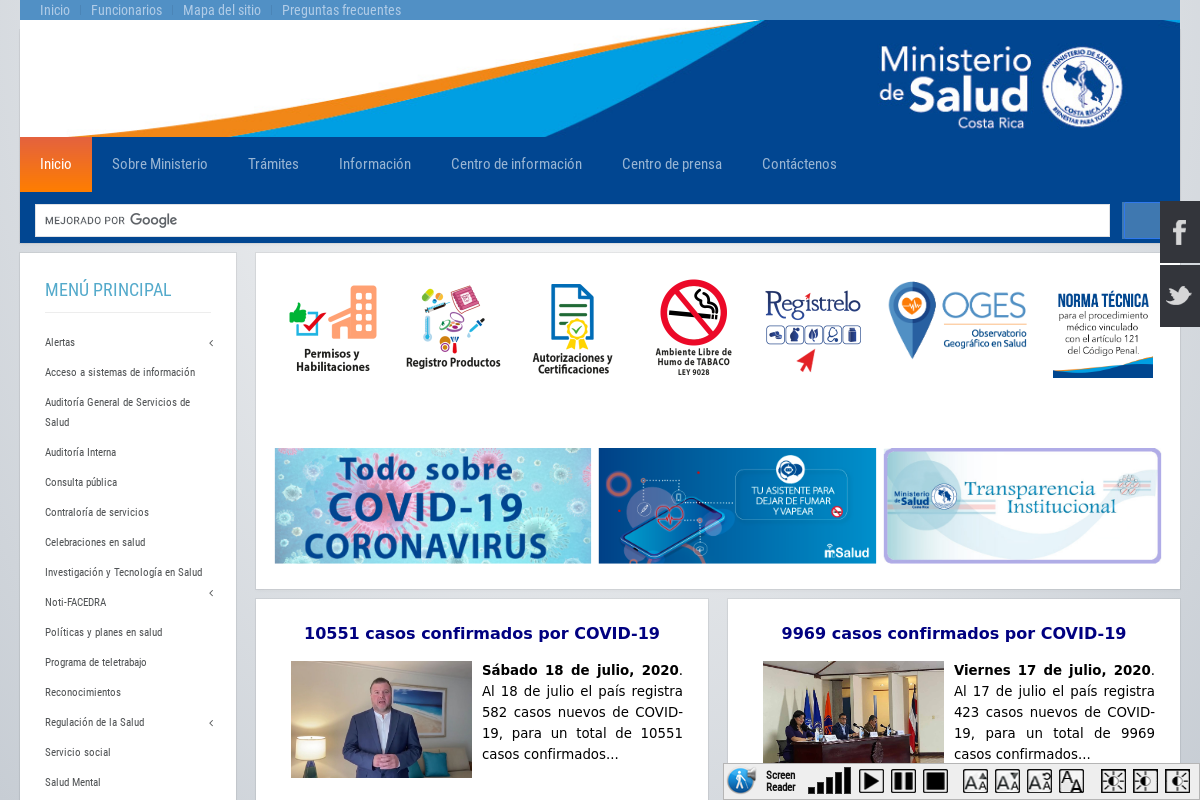 Inicio
Funcionarios
Mapa del sitio
Preguntas frecuentes
Ministerio
de Salud
Costa Rica
MINISTERIO DE SALUD
COSTA RICA
BIENESTAR PARA TODOS
Inicio
Sobre Ministerio
Trámites
Información
Centro de información
Centro de prensa
Contáctenos
MEJORADO POR Google
MENÚ PRINCIPAL
Alertas
Acceso a sistemas de información
Auditoría General de Servicios de
Salud
Auditoría Interna
Consulta pública
Contraloría de servicios
Celebraciones en salud
Investigación y Tecnología en Salud
Noti-FACEDRA
Políticas y planes en salud
Programa de teletrabajo
Reconocimientos
Regulación de la Salud
Servicio social
Salud Mental
Permisos y
Habilitaciones
Registro Productos
Autorizaciones y
Certificaciones
Ambiente Libre de
Humo de TABACO
LEY 9028
Regístrelo
OGES
Observatorio
Geográfico en Salud
NORMA TÉCNICA
para el procedimiento
médico vinculado
con el artículo 121
del Código Penal.
Todo sobre
COVID-19
CORONAVIRUS
TU ASISTENTE PARA
DEJAR DE FUMAR
Y VAPEAR
mSalud
Ministerio
de Salud
Costa Rica
Transparencia
Institucional
10551 casos confirmados por COVID-19
Sábado 18 de julio, 2020.
Al 18 de julio el país registra
582 casos nuevos de COVID-
19, para un total de 10551
casos confirmados...
9969 casos confirmados por COVID-19
Viernes 17 de julio, 2020.
Al 17 de julio el país registra
423 casos nuevos de COVID-
19, para un total de 9969
casos confirmados...
Screen
Reader